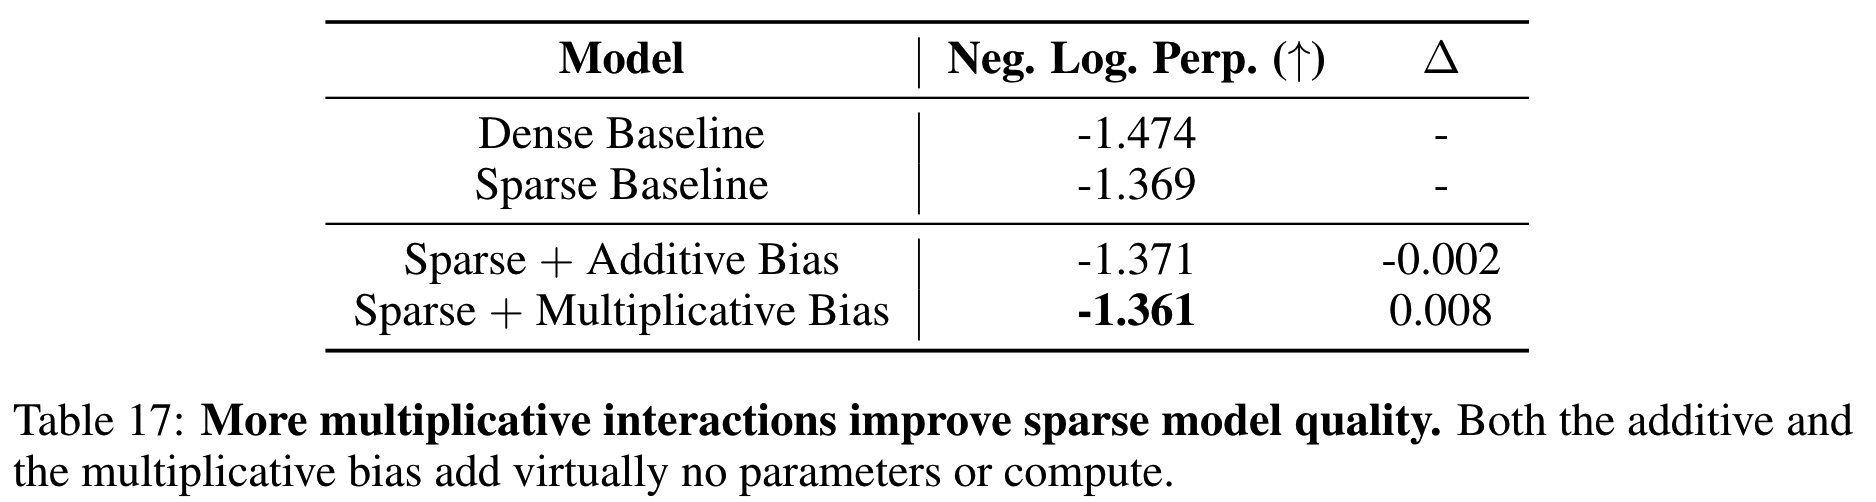 Model Neg. Log. Perp. (↑) Δ
Dense Baseline -1.474 -
Sparse Baseline -1.369 -
Sparse + Additive Bias -1.371 -0.002
Sparse + Multiplicative Bias -1.361 0.008
Table 17: More multiplicative interactions improve sparse model quality. Both the additive and
the multiplicative bias add virtually no parameters or compute.